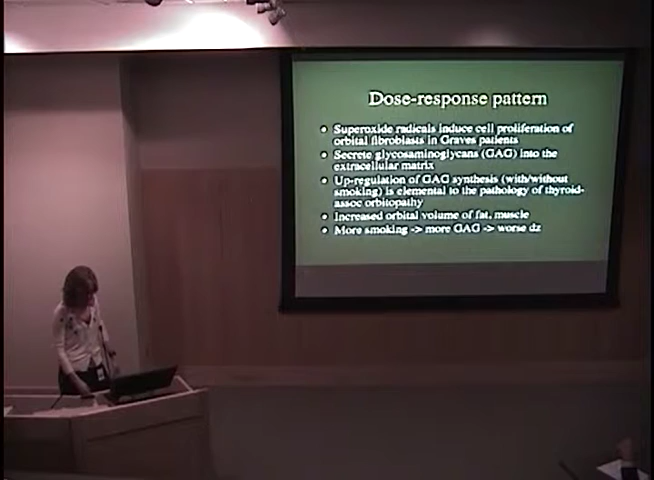 Dose-response pattern
• Superoxide radicals induce cell proliferation of
orbital fibroblasts in Graves patients
• Secrete glycosaminoglycans (GAG) into the
extracellular matrix
• Up-regulation of GAG synthesis (with/without
smoking) is elemental to the pathology of thyroid-
assoc orbitopathy
• Increased orbital volume of fat, muscle
• More smoking -> more GAG -> worse dz